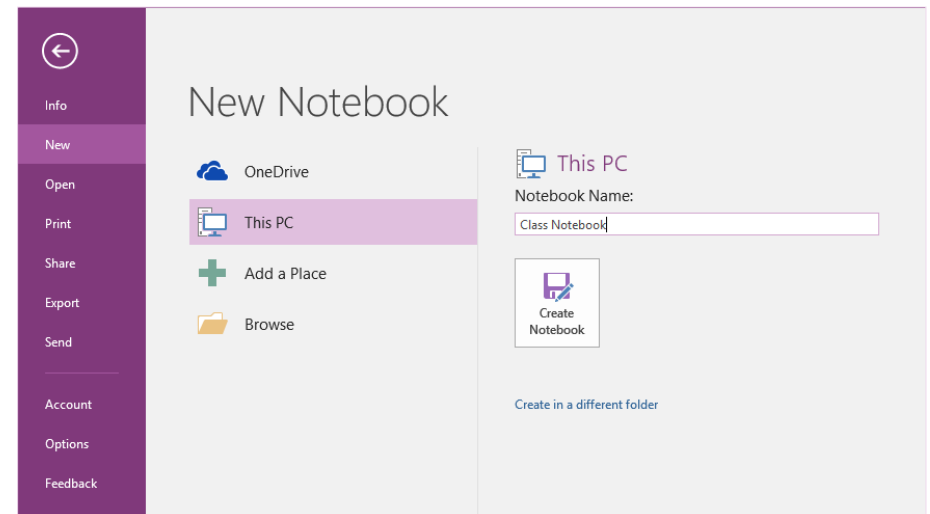 Info
New
Open
Print
Share
Export
Send
Account
Options
Feedback
New Notebook
OneDrive
This PC
Add a Place
Browse
This PC
Notebook Name:
Class Notebook
Create
Notebook
Create in a different folder